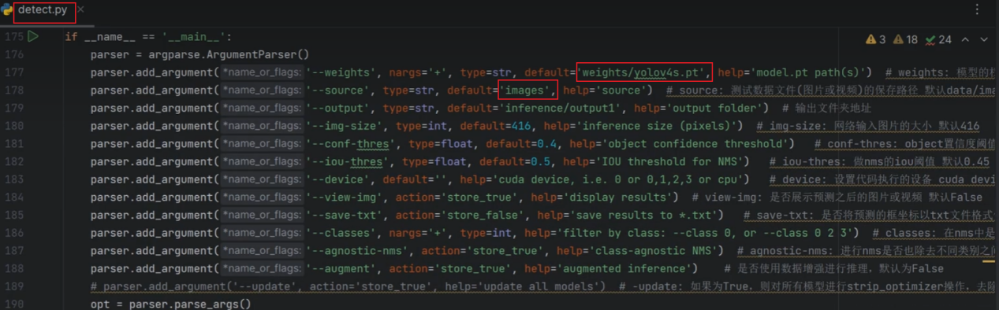 detect.py
3 18 24
175 if __name__ == '__main__':
176 parser = argparse.ArgumentParser()
177 parser.add_argument( *name_or_flags: '--weights', nargs='+', type=str, default='weights/yolov4s.pt', help='model.pt path(s)') # weights: 模型的
178 parser.add_argument( *name_or_flags: '--source', type=str, default='images', help='source') # source: 测试数据文件(图片或视频)的保存路径 默认data/ima
179 parser.add_argument( *name_or_flags: '--output', type=str, default='inference/output1', help='output folder') # 输出文件夹地址
180 parser.add_argument( *name_or_flags: '--img-size', type=int, default=416, help='inference size (pixels)') # img-size: 网络输入图片的大小 默认416
181 parser.add_argument( *name_or_flags: '--conf-thres', type=float, default=0.4, help='object confidence threshold') # conf-thres: object置信度阈值
182 parser.add_argument( *name_or_flags: '--iou-thres', type=float, default=0.5, help='IOU threshold for NMS') # iou-thres: 做nms的iou阈值 默认0.45
183 parser.add_argument( *name_or_flags: '--device', default='', help='cuda device, i.e. 0 or 0,1,2,3 or cpu') # device: 设置代码执行的设备 cuda devi
184 parser.add_argument( *name_or_flags: '--view-img', action='store_true', help='display results') # view-img: 是否展示预测之后的图片或视频 默认False
185 parser.add_argument( *name_or_flags: '--save-txt', action='store_false', help='save results to *.txt') # save-txt: 是否将预测的框坐标以txt文件格式
186 parser.add_argument( *name_or_flags: '--classes', nargs='+', type=int, help='filter by class: --class 0, or --class 0 2 3') # classes: 在nms中是
187 parser.add_argument( *name_or_flags: '--agnostic-nms', action='store_true', help='class-agnostic NMS') # agnostic-nms: 进行nms是否也除去不同类别之间
188 parser.add_argument( *name_or_flags: '--augment', action='store_true', help='augmented inference') # 是否使用数据增强进行推理，默认为False
189 # parser.add_argument('--update', action='store_true', help='update all models') # -update: 如果为True，则对所有模型进行strip_optimizer操作，去除
190 opt = parser.parse_args()